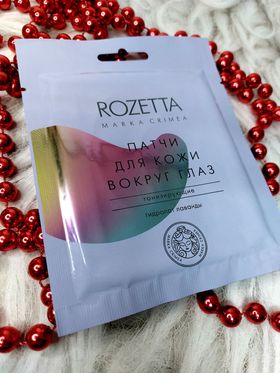 ROZETTA
MARKA CRIMEA
ПАТЧИ
ДЛЯ КОЖИ
ВОКРУГ ГЛАЗ
тонизирующие
гидролат лаванды